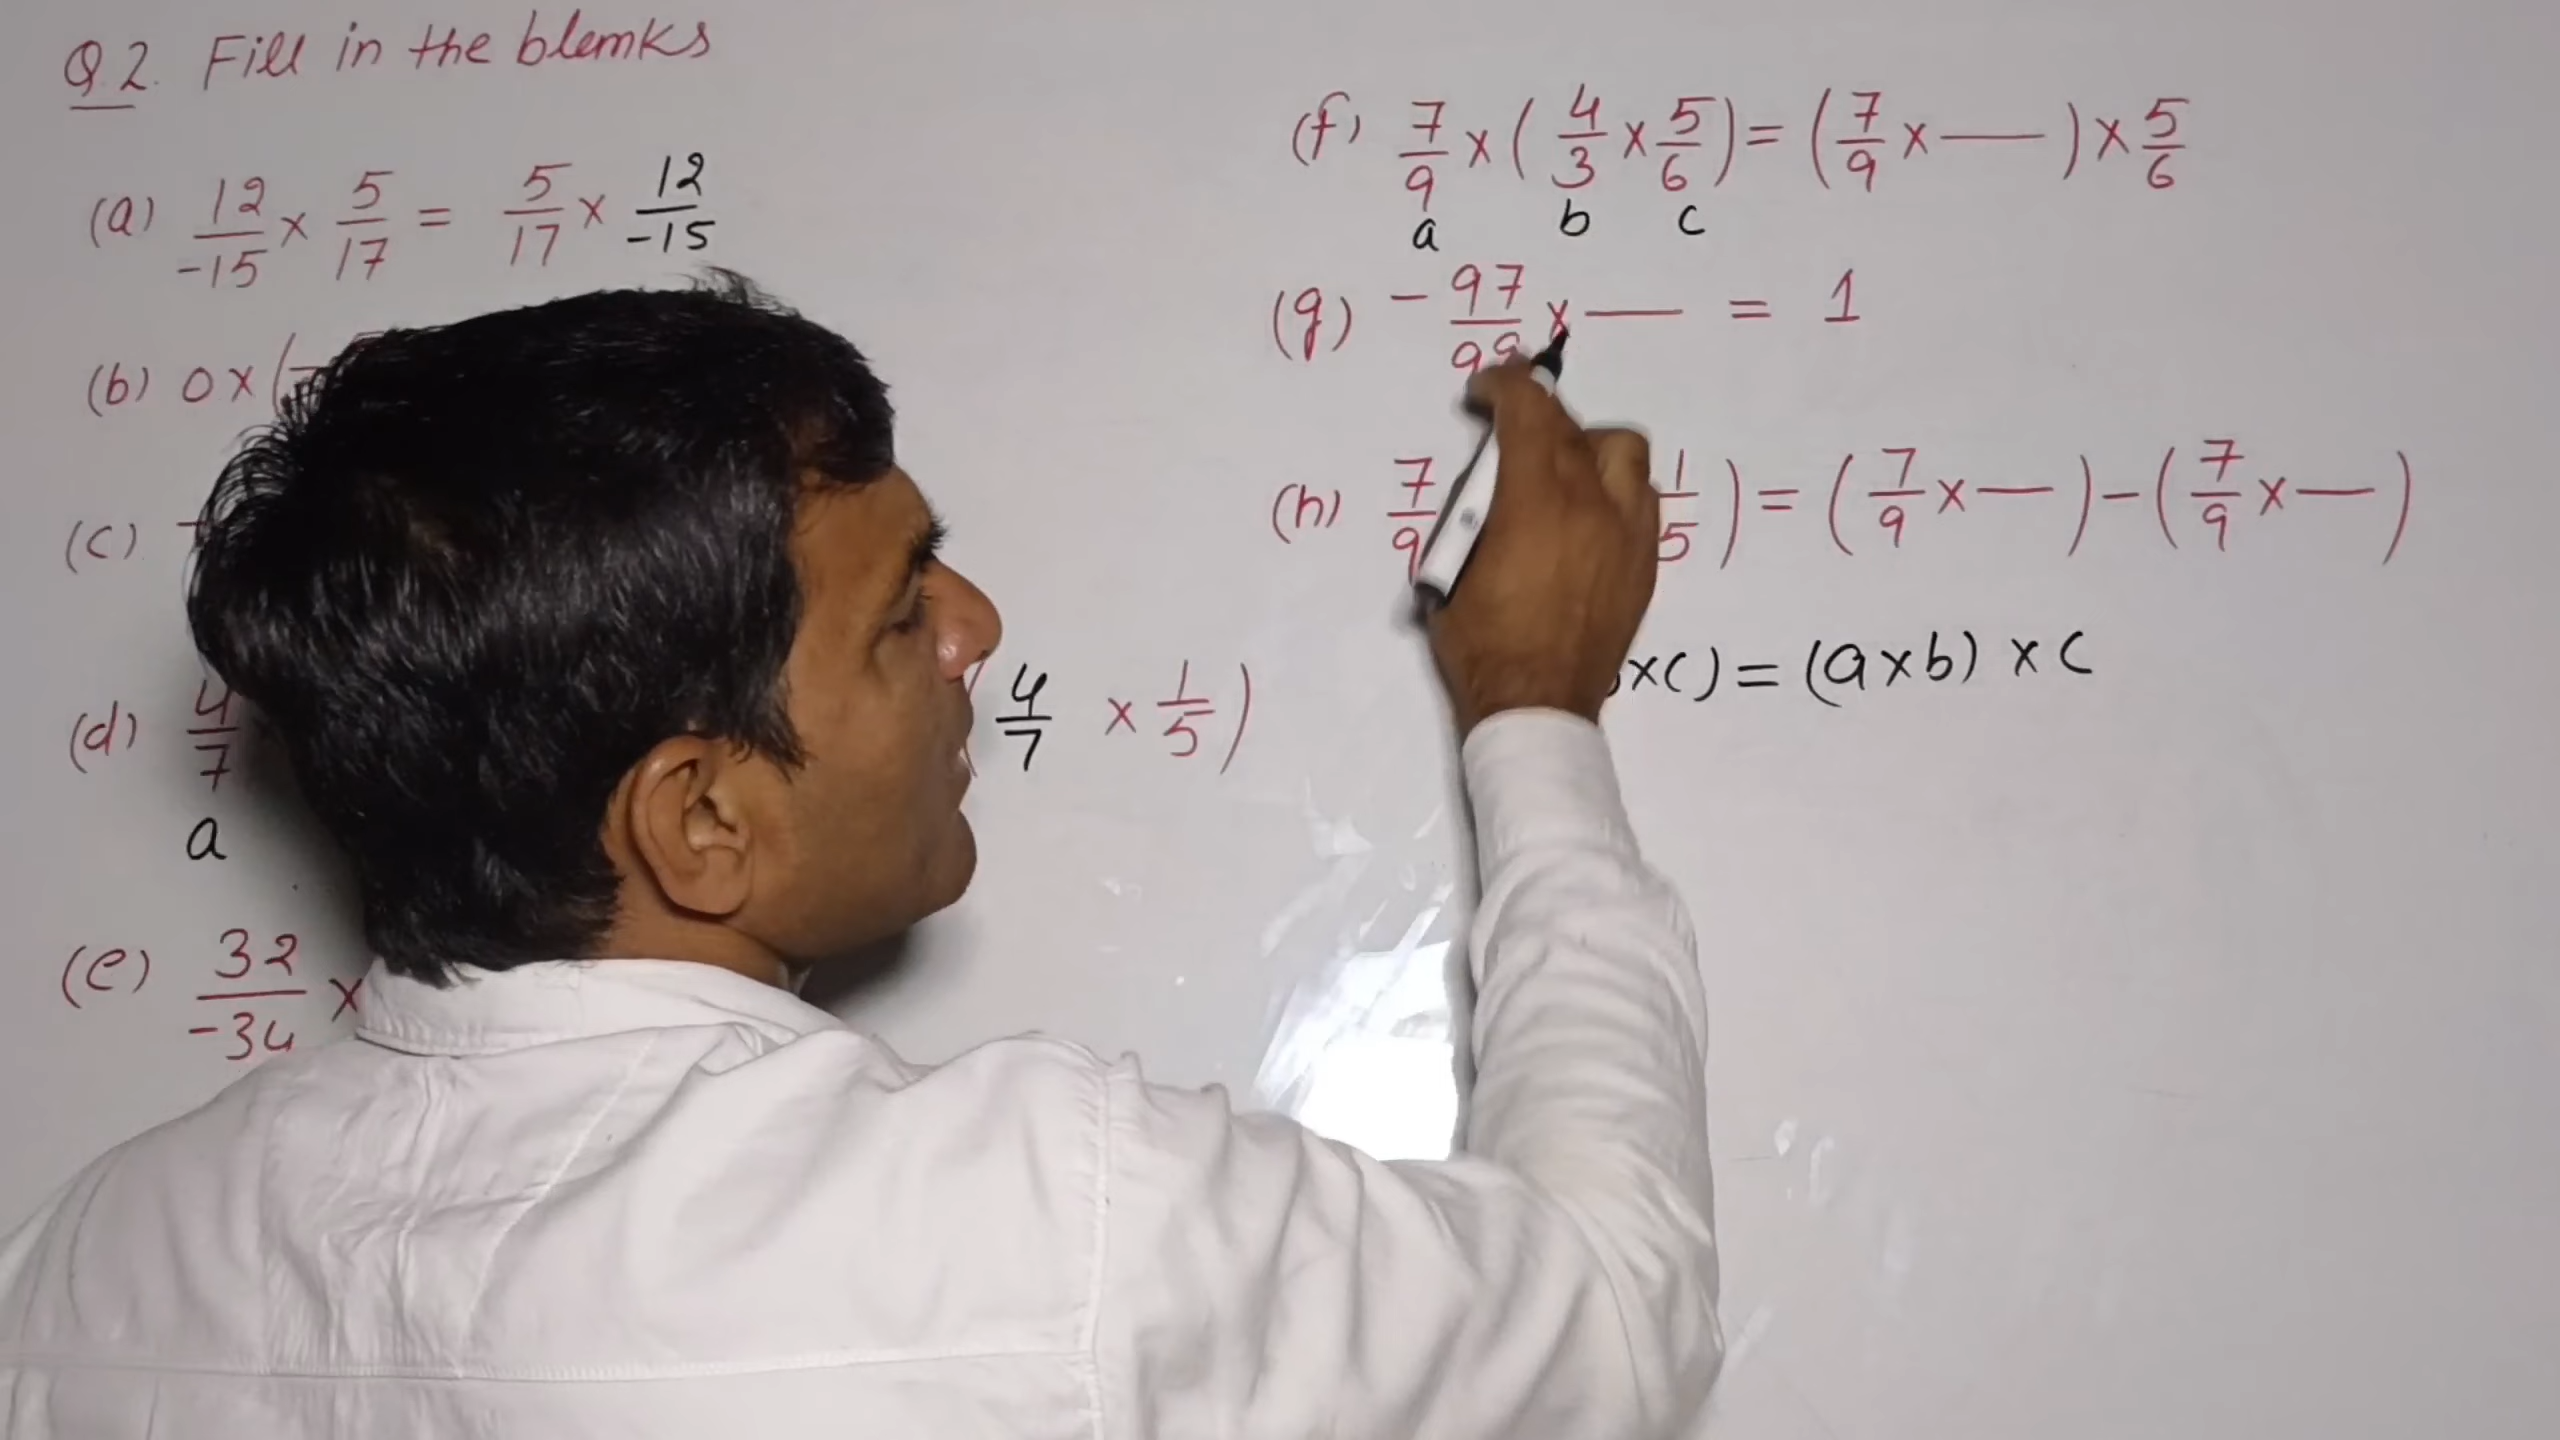 Q.2. Fill in the blemks
(a) 12/-15 × 5/17 = 5/17 × 12/-15
(b) 0 × (
(c)
(d) 4/7 ( 4/7 × 1/5 )
a
(e) 32/-34 ×
(f) 7/9 × ( 4/3 × 5/6 ) = ( 7/9 × — ) × 5/6
a b c
(g) - 97/99 × — = 1
(h) 7/9 1/5 ) = ( 7/9 × — ) - ( 7/9 × — )
×c) = (a×b) × c